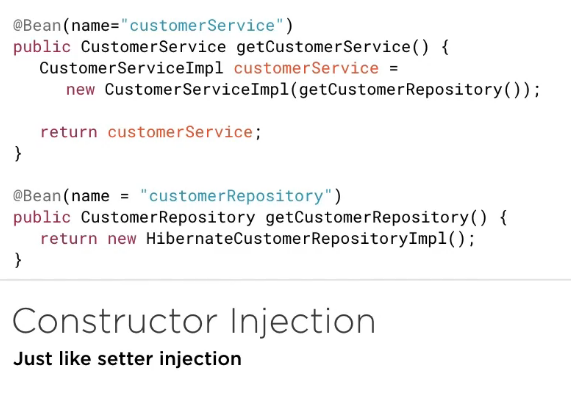 @Bean(name="customerService")
public CustomerService getCustomerService() {
CustomerServiceImpl customerService =
new CustomerServiceImpl(getCustomerRepository());
return customerService;
}
@Bean(name = "customerRepository")
public CustomerRepository getCustomerRepository() {
return new HibernateCustomerRepositoryImpl();
}
Constructor Injection
Just like setter injection